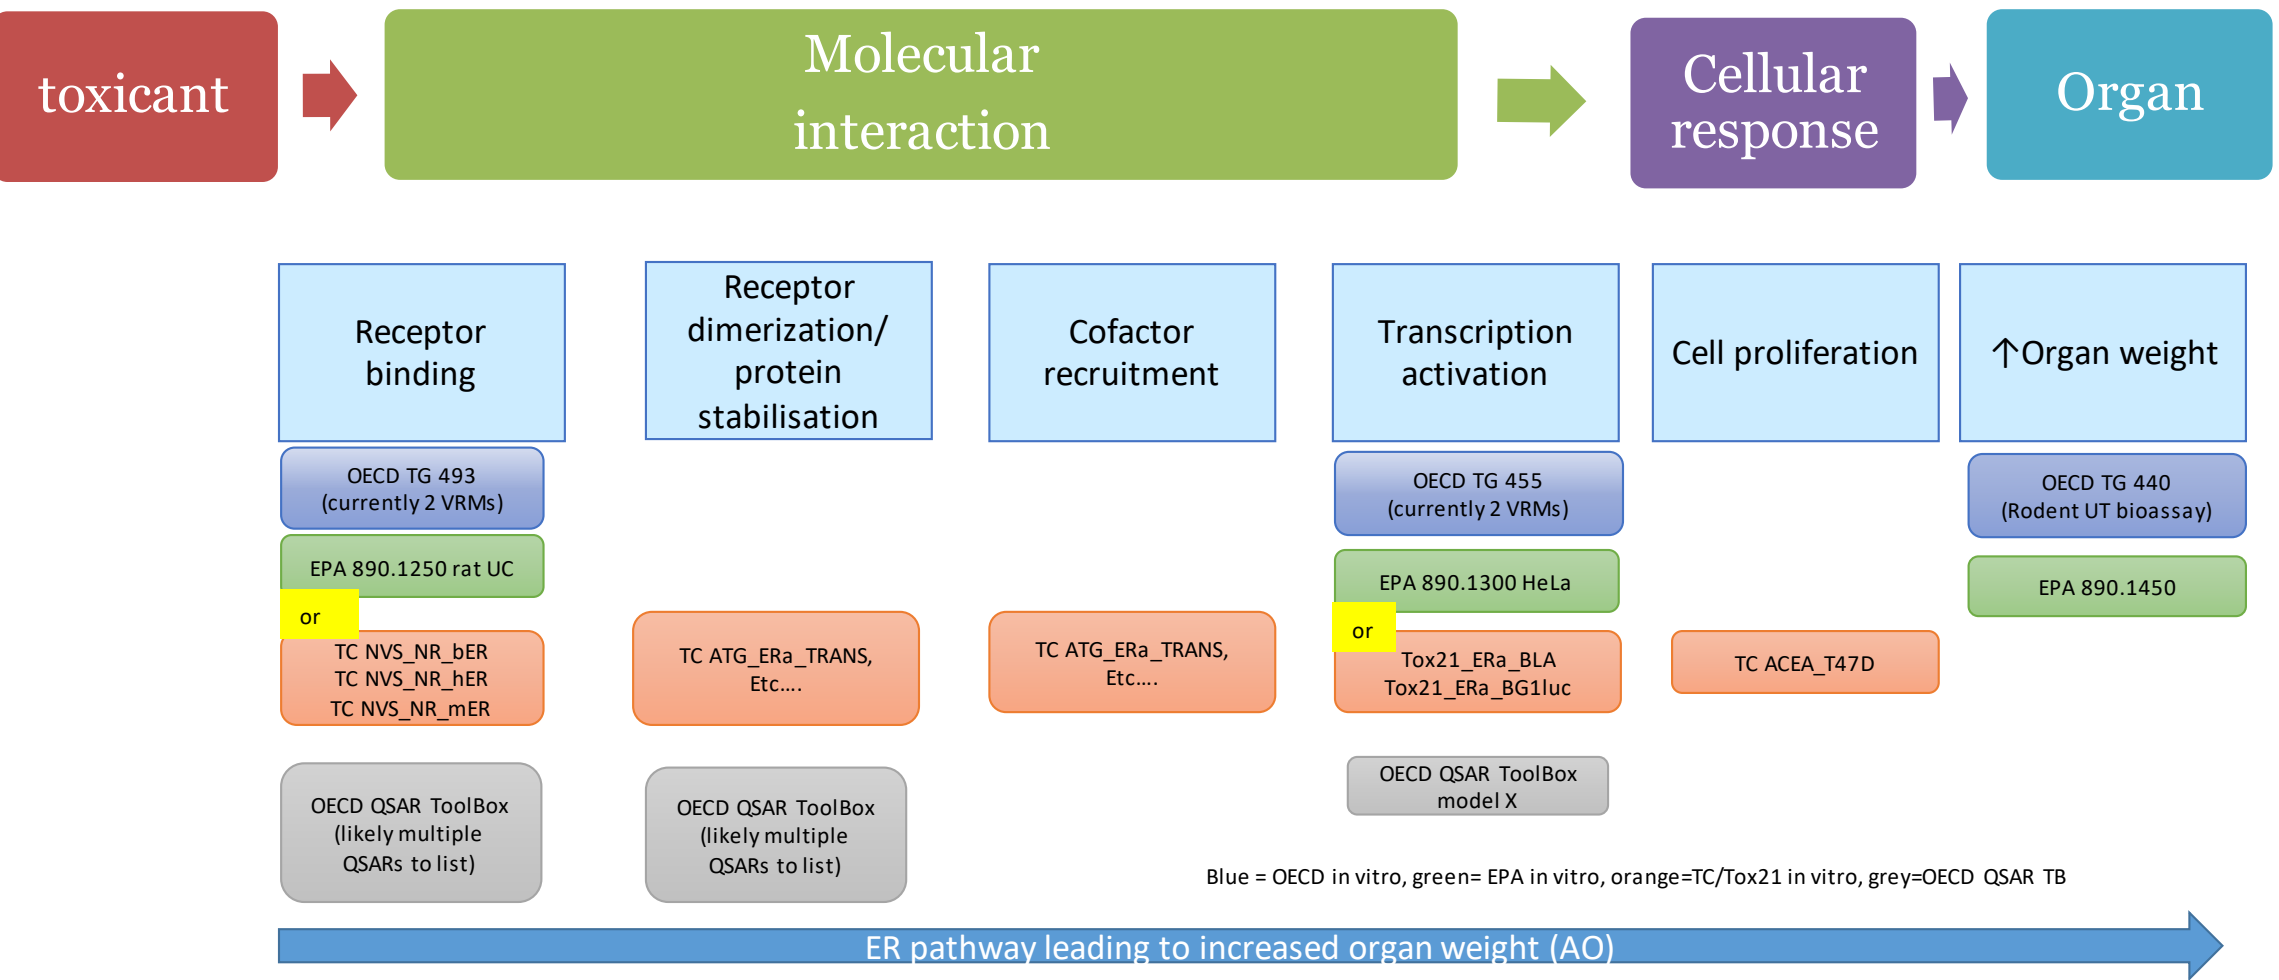 toxicant
Molecular
interaction
Cellular
response
Organ
Receptor
binding
Receptor
dimerization/
protein
stabilisation
Cofactor
recruitment
Transcription
activation
Cell proliferation
↑Organ weight
OECD TG 493
(currently 2 VRMs)
OECD TG 455
(currently 2 VRMs)
OECD TG 440
(Rodent UT bioassay)
EPA 890.1250 rat UC
EPA 890.1300 HeLa
EPA 890.1450
or
or
TC NVS_NR_bER
TC NVS_NR_hER
TC NVS_NR_mER
TC ATG_ERa_TRANS,
Etc....
TC ATG_ERa_TRANS,
Etc....
Tox21_ERa_BLA
Tox21_ERa_BG1luc
TC ACEA_T47D
OECD QSAR ToolBox
(likely multiple
QSARs to list)
OECD QSAR ToolBox
(likely multiple
QSARs to list)
OECD QSAR ToolBox
model X
Blue = OECD in vitro, green= EPA in vitro, orange=TC/Tox21 in vitro, grey=OECD QSAR TB
ER pathway leading to increased organ weight (AO)